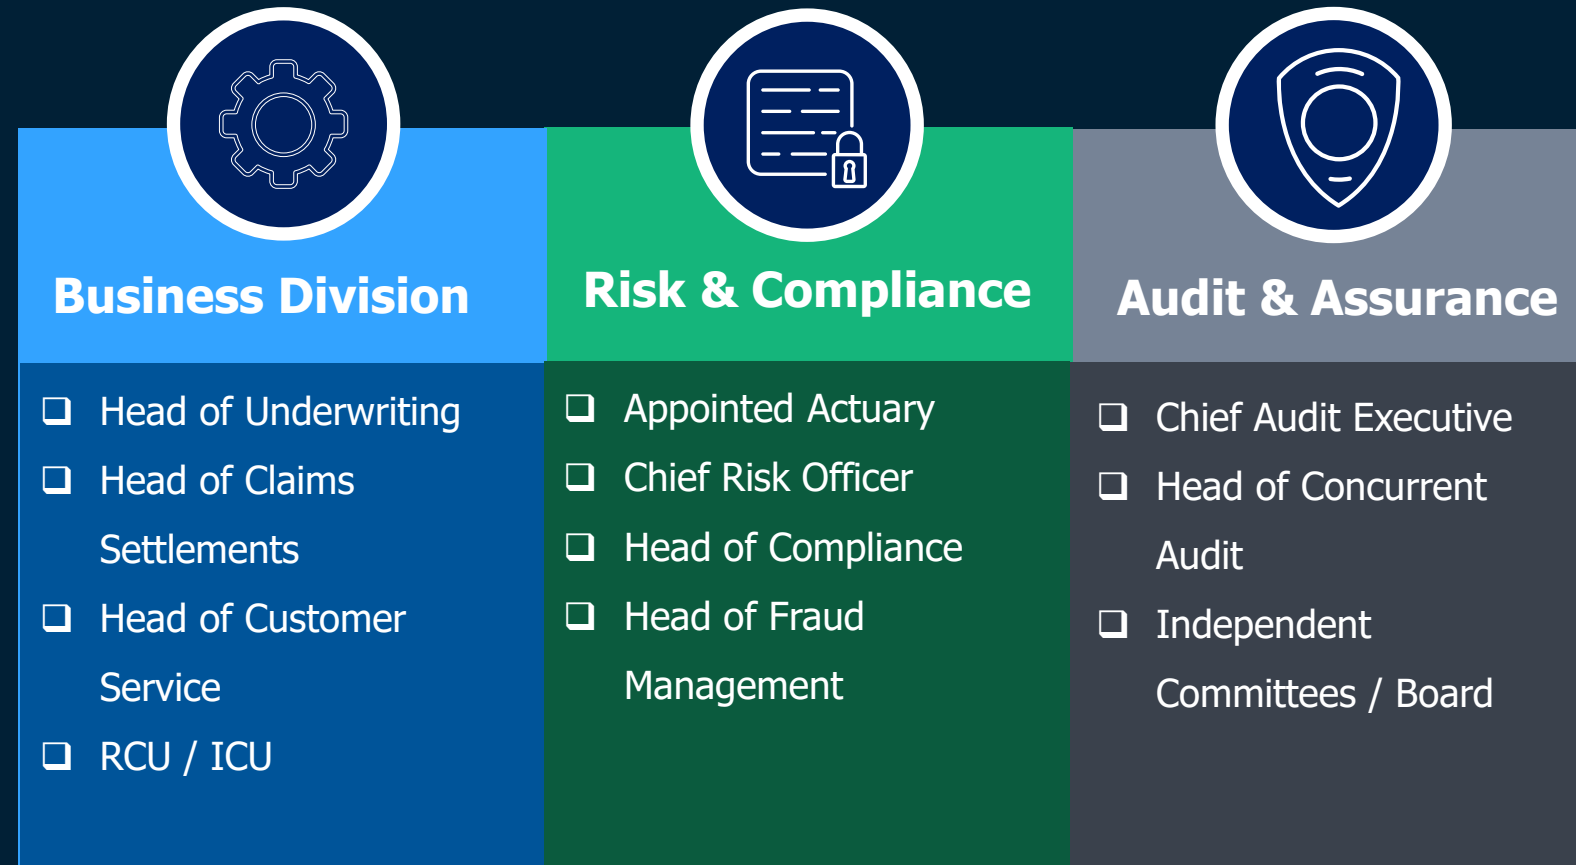 Business Division
Head of Underwriting
Head of Claims
Settlements
Head of Customer
Service
RCU / ICU
Risk & Compliance
Appointed Actuary
Chief Risk Officer
Head of Compliance
Head of Fraud
Management
Audit & Assurance
Chief Audit Executive
Head of Concurrent
Audit
Independent
Committees / Board